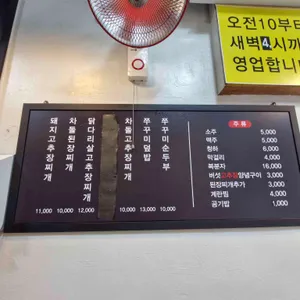 오전10부터
새벽4시까
영업합니
돼지고추장찌개
11,000
차돌된장찌개
10,000
닭다리살고추장찌개
12,000
차돌고추장찌개
10,000
쭈꾸미덮밥
13,000
쭈꾸미순두부
10,000
주류
소주 5,000
맥주 5,000
청하 6,000
막걸리 4,000
복분자 16,000
버섯고추장양념구이 3,000
된장찌개추가 3,000
계란찜 4,000
공기밥 1,000